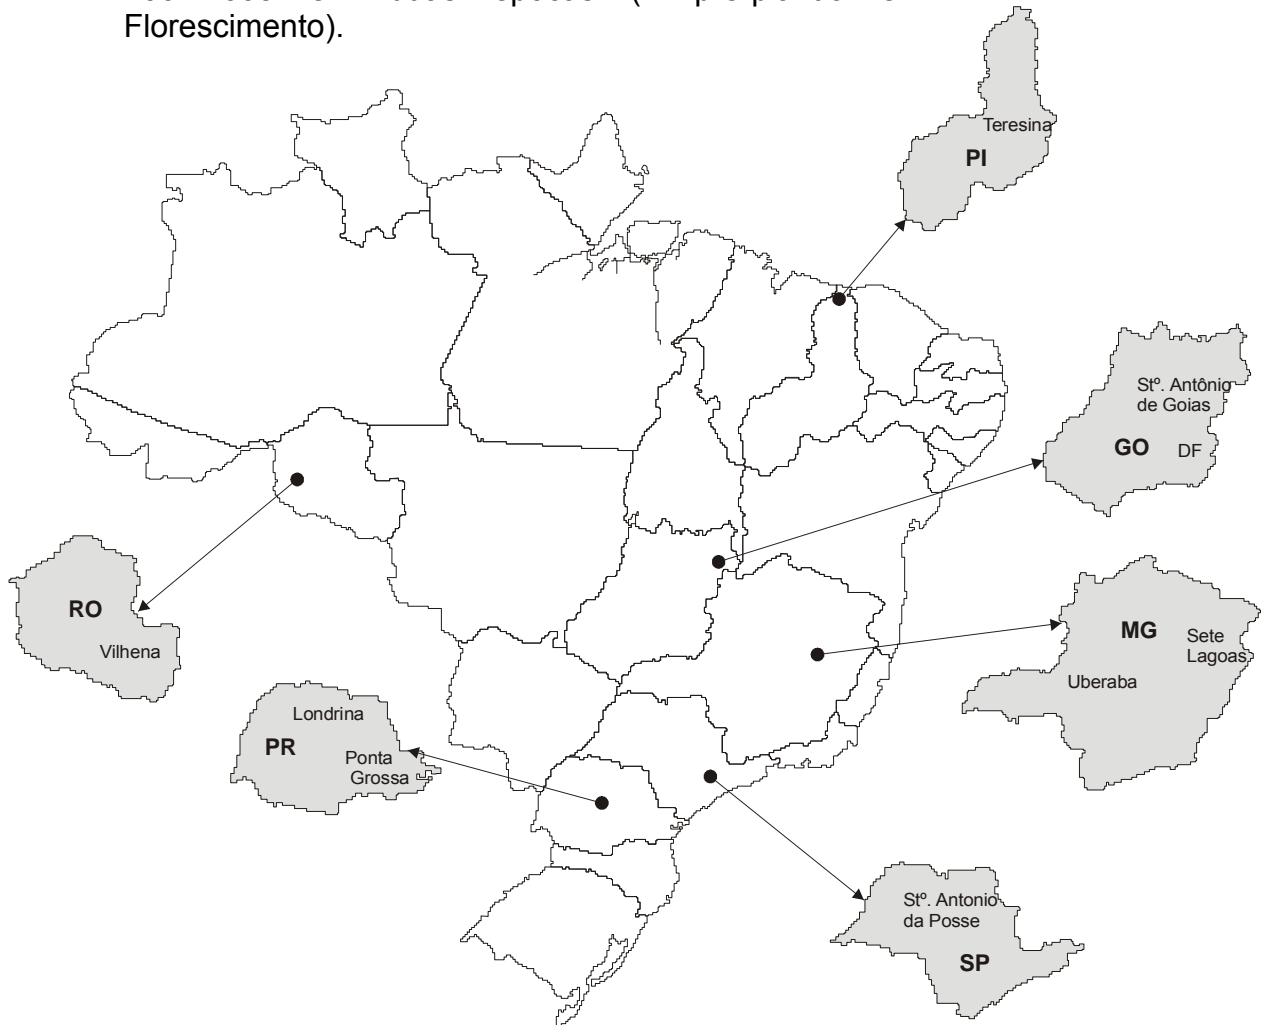 Florescimento).
Teresina
PI
Stº. Antônio
de Goias
GO
DF
MG
Sete
Lagoas
Uberaba
RO
Vilhena
Londrina
PR
Ponta
Grossa
Stº. Antonio
da Posse
SP